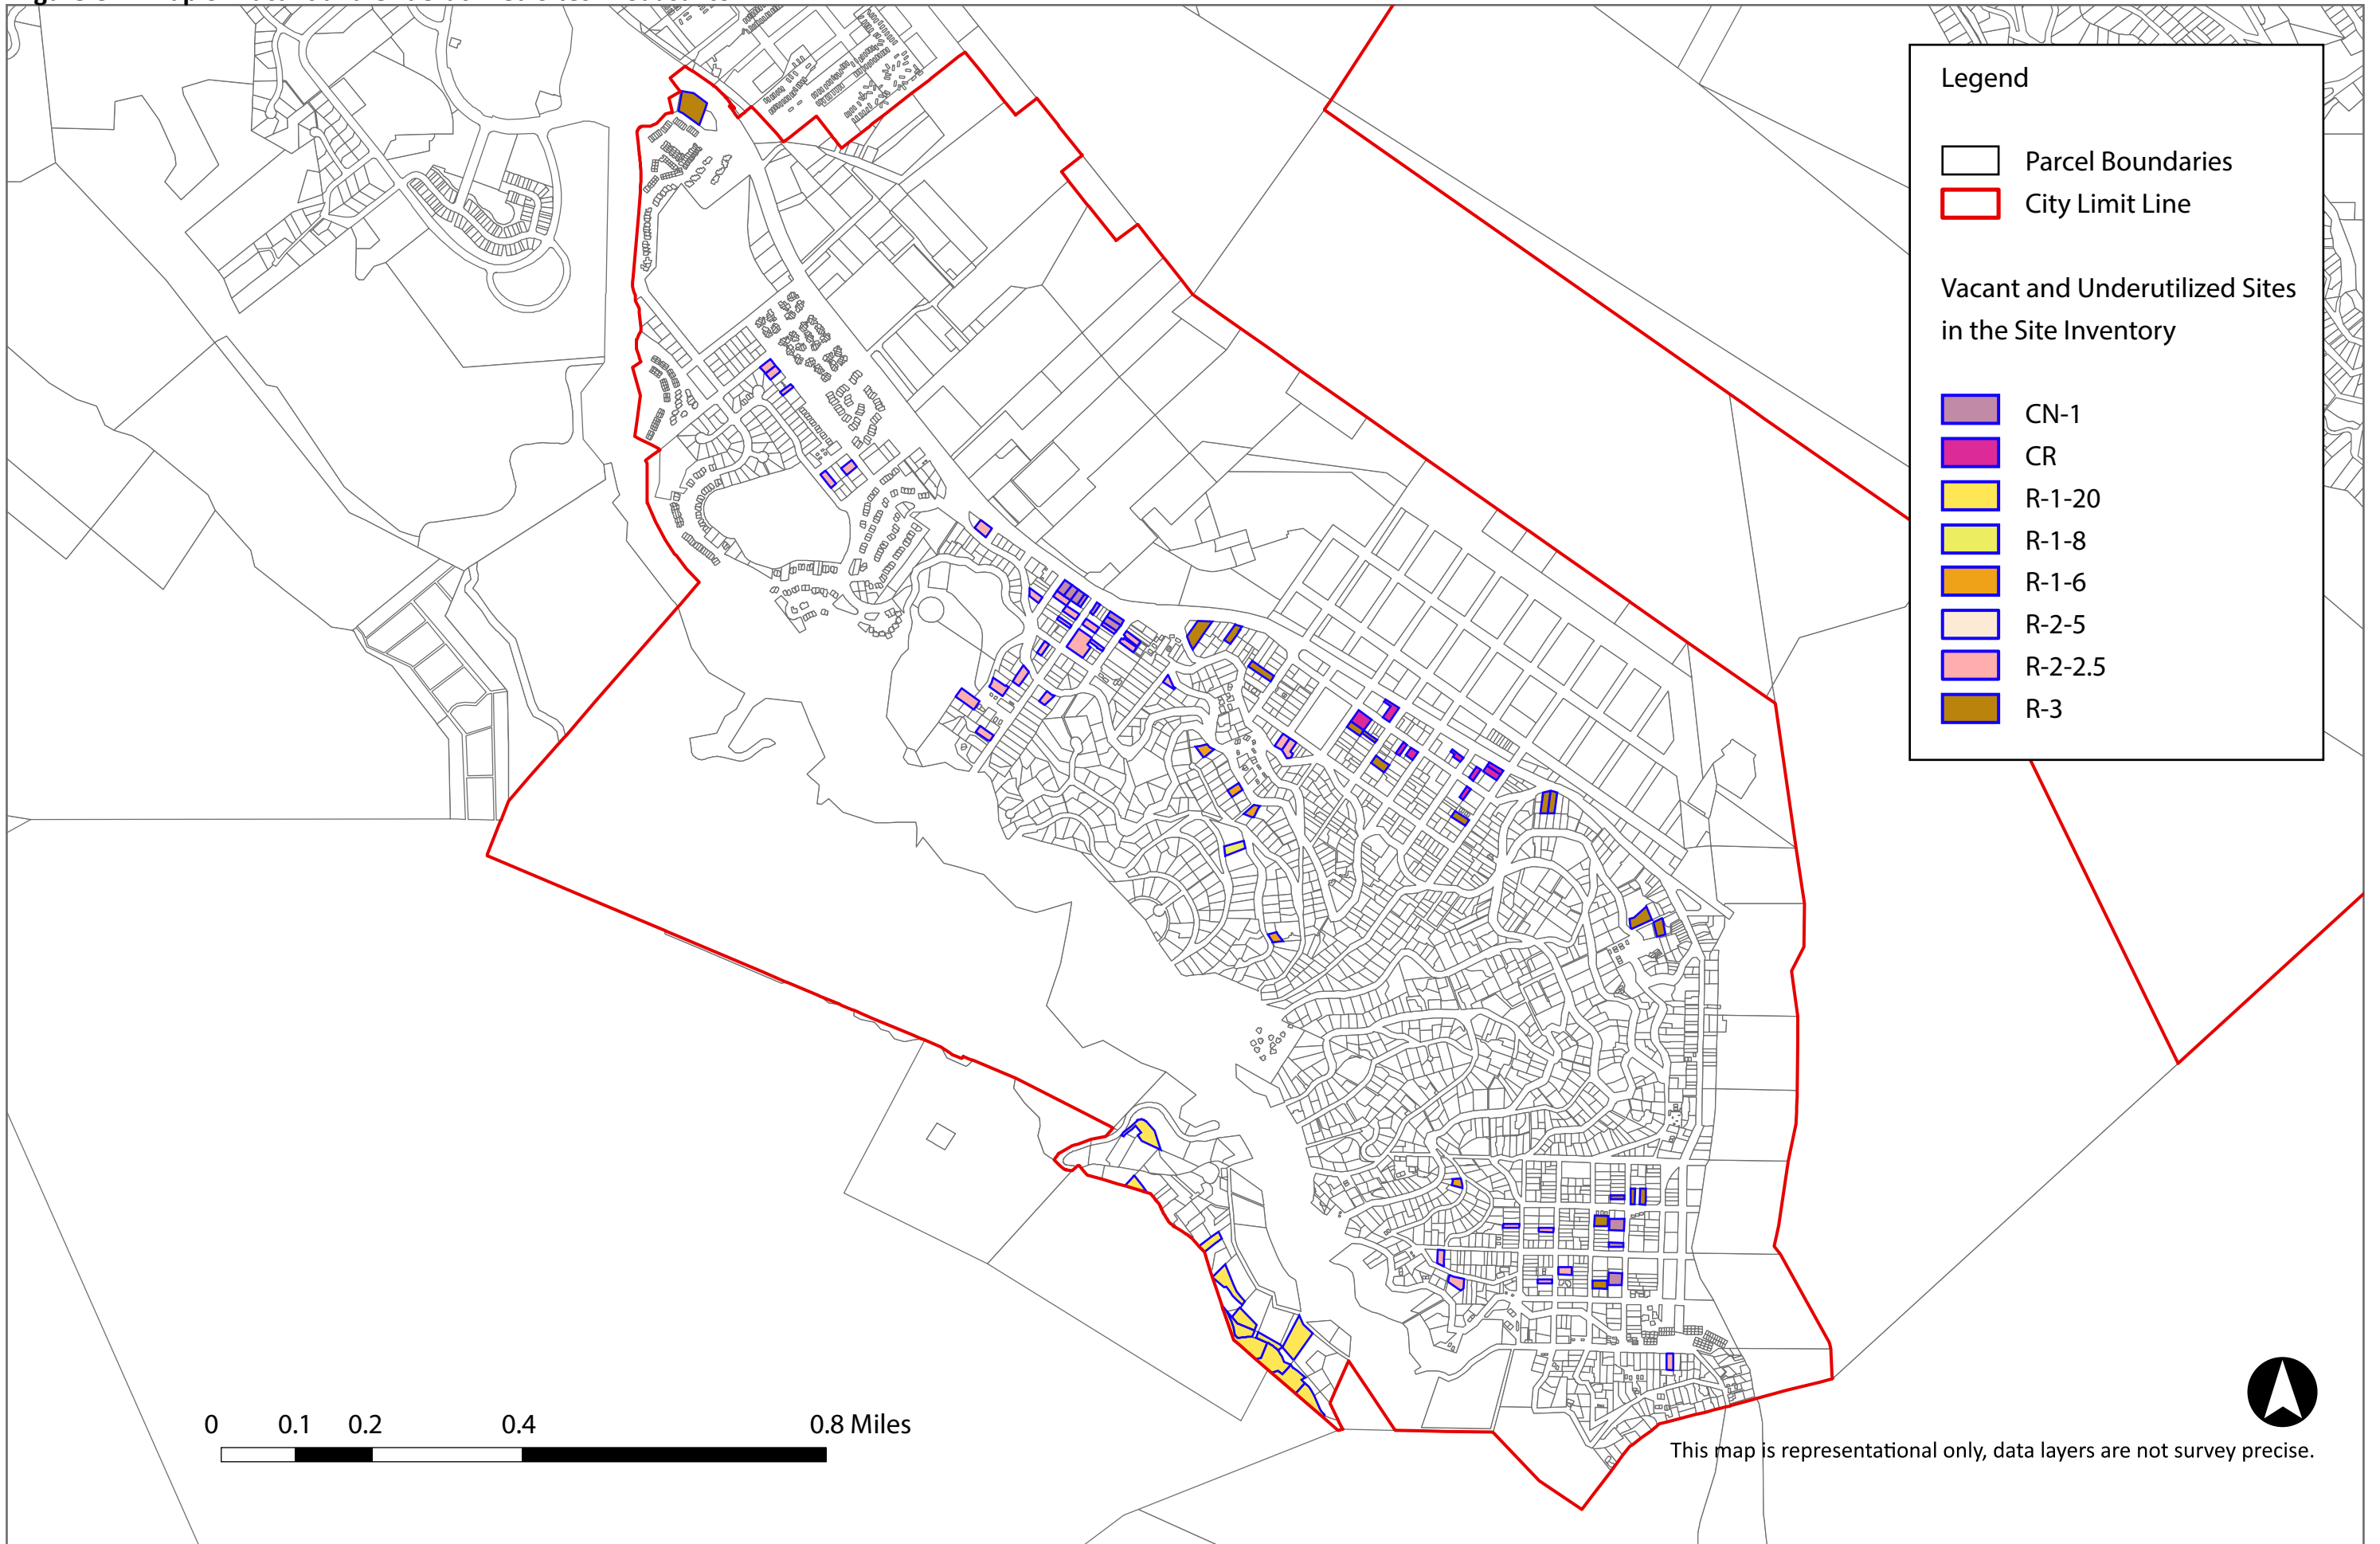 Legend
Parcel Boundaries
City Limit Line
Vacant and Underutilized Sites
in the Site Inventory
CN-1
CR
R-1-20
R-1-8
R-1-6
R-2-5
R-2-2.5
R-3
0 0.1 0.2 0.4 0.8 Miles
This map is representational only, data layers are not survey precise.